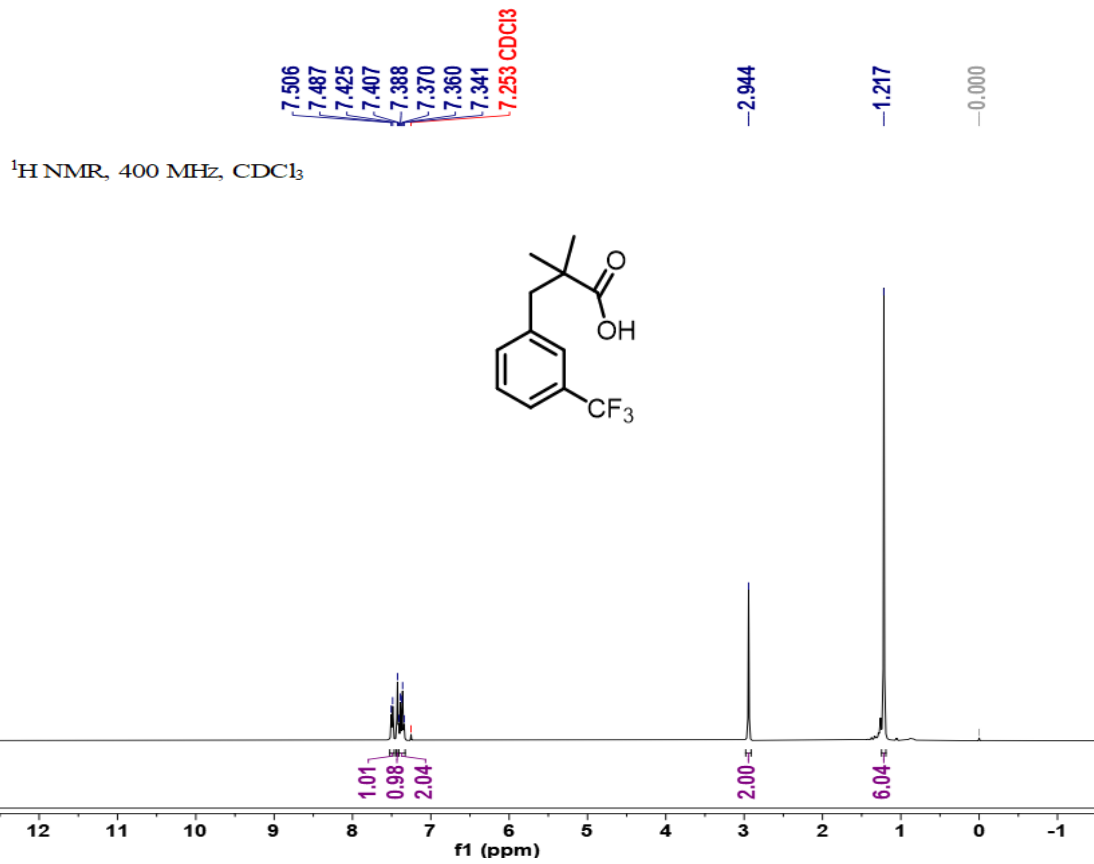 7.506
7.487
7.425
7.407
7.388
7.370
7.360
7.341
7.253 CDCl3
2.944
1.217
0.000
¹H NMR, 400 MHz, CDCl₃
O
OH
CF₃
1.01
0.98
2.04
2.00
6.04
12 11 10 9 8 7 6 5 4 3 2 1 0 -1
f1 (ppm)